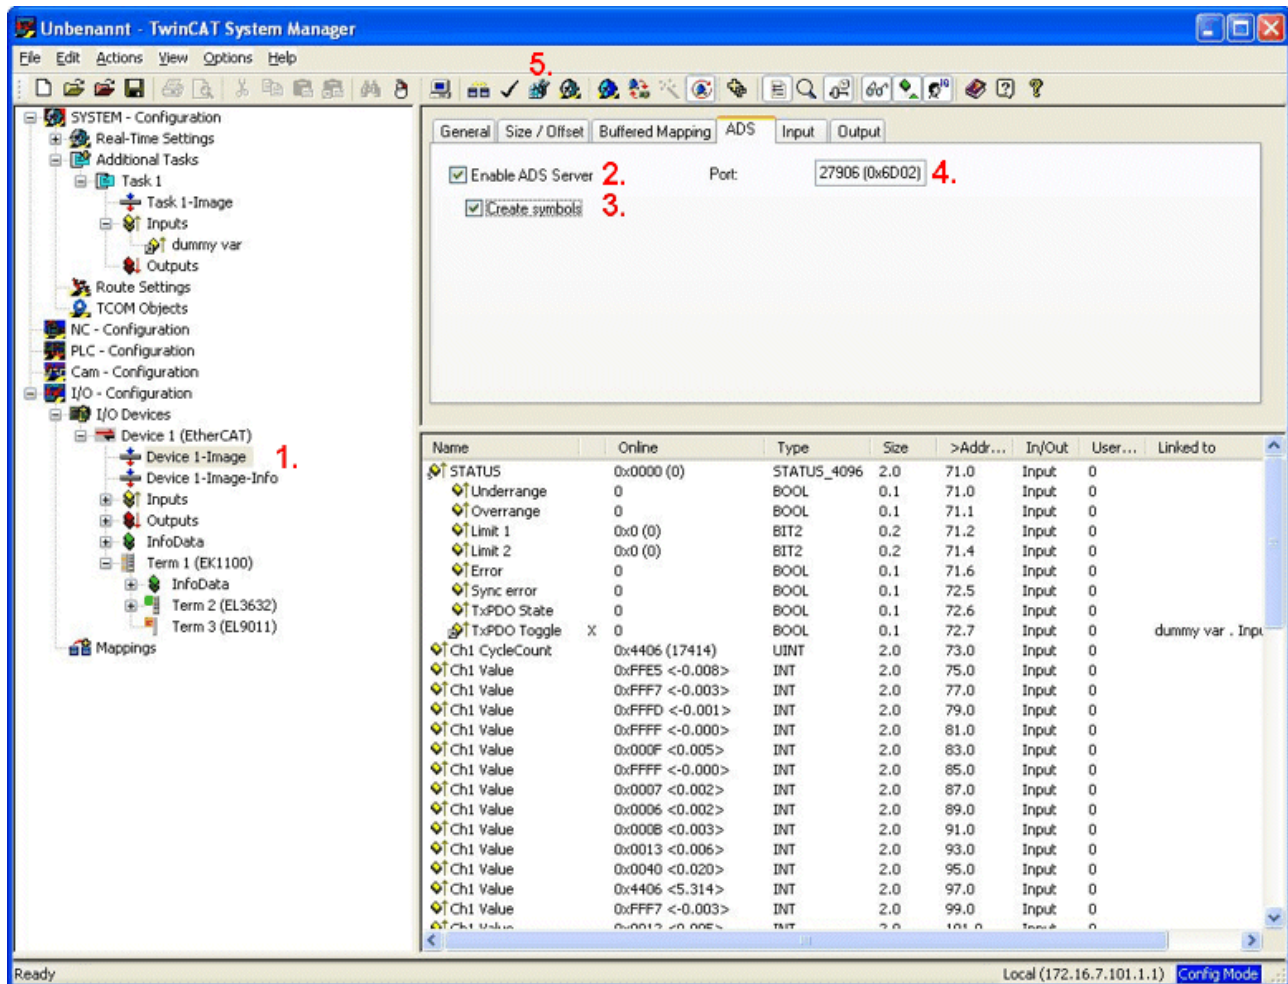 Unbenannt - TwinCAT System Manager
File Edit Actions View Options Help
5.
SYSTEM - Configuration
Real-Time Settings
Additional Tasks
Task 1
Task 1-Image
Inputs
dummy var
Outputs
Route Settings
TCOM Objects
NC - Configuration
PLC - Configuration
Cam - Configuration
I/O - Configuration
I/O Devices
Device 1 (EtherCAT)
Device 1-Image 1.
Device 1-Image-Info
Inputs
Outputs
InfoData
Term 1 (EK1100)
InfoData
Term 2 (EL3632)
Term 3 (EL9011)
Mappings
General Size / Offset Buffered Mapping ADS Input Output
Enable ADS Server 2. Port: 27906 (0x6D02) 4.
Create symbols 3.
Name Online Type Size >Addr... In/Out User... Linked to
STATUS 0x0000 (0) STATUS_4096 2.0 71.0 Input 0
Underrange 0 BOOL 0.1 71.0 Input 0
Overrange 0 BOOL 0.1 71.1 Input 0
Limit 1 0x0 (0) BIT2 0.2 71.2 Input 0
Limit 2 0x0 (0) BIT2 0.2 71.4 Input 0
Error 0 BOOL 0.1 71.6 Input 0
Sync error 0 BOOL 0.1 72.5 Input 0
TxPDO State 0 BOOL 0.1 72.6 Input 0
TxPDO Toggle X 0 BOOL 0.1 72.7 Input 0 dummy var . Inpu
Ch1 CycleCount 0x4406 (17414) UINT 2.0 73.0 Input 0
Ch1 Value 0xFFE5 <-0.008> INT 2.0 75.0 Input 0
Ch1 Value 0xFFF7 <-0.003> INT 2.0 77.0 Input 0
Ch1 Value 0xFFFD <-0.001> INT 2.0 79.0 Input 0
Ch1 Value 0xFFFF <-0.000> INT 2.0 81.0 Input 0
Ch1 Value 0x000F <0.005> INT 2.0 83.0 Input 0
Ch1 Value 0xFFFF <-0.000> INT 2.0 85.0 Input 0
Ch1 Value 0x0007 <0.002> INT 2.0 87.0 Input 0
Ch1 Value 0x0006 <0.002> INT 2.0 89.0 Input 0
Ch1 Value 0x000B <0.003> INT 2.0 91.0 Input 0
Ch1 Value 0x0013 <0.006> INT 2.0 93.0 Input 0
Ch1 Value 0x0040 <0.020> INT 2.0 95.0 Input 0
Ch1 Value 0x4406 <5.314> INT 2.0 97.0 Input 0
Ch1 Value 0xFFF7 <-0.003> INT 2.0 99.0 Input 0
Ch1 Value 0x0012 <0.005> INT 2.0 101.0 Input 0
Ready Local (172.16.7.101.1.1) Config Mode